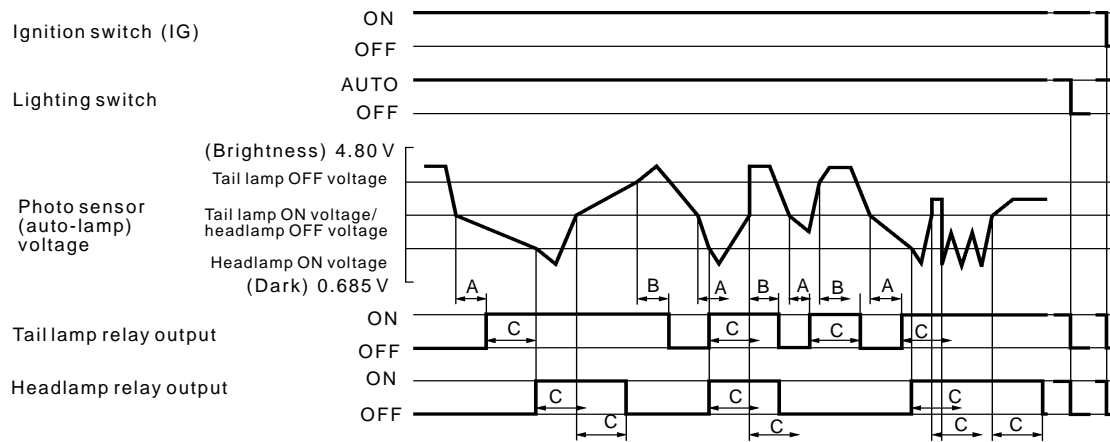 Ignition switch (IG)
ON
OFF
Lighting switch
AUTO
OFF
Photo sensor
(auto-lamp)
voltage
(Brightness) 4.80 V
Tail lamp OFF voltage
Tail lamp ON voltage/
headlamp OFF voltage
Headlamp ON voltage
(Dark) 0.685 V
A B A B A B A
Tail lamp relay output
ON
OFF
C C C C
Headlamp relay output
ON
OFF
C C C
C C C C